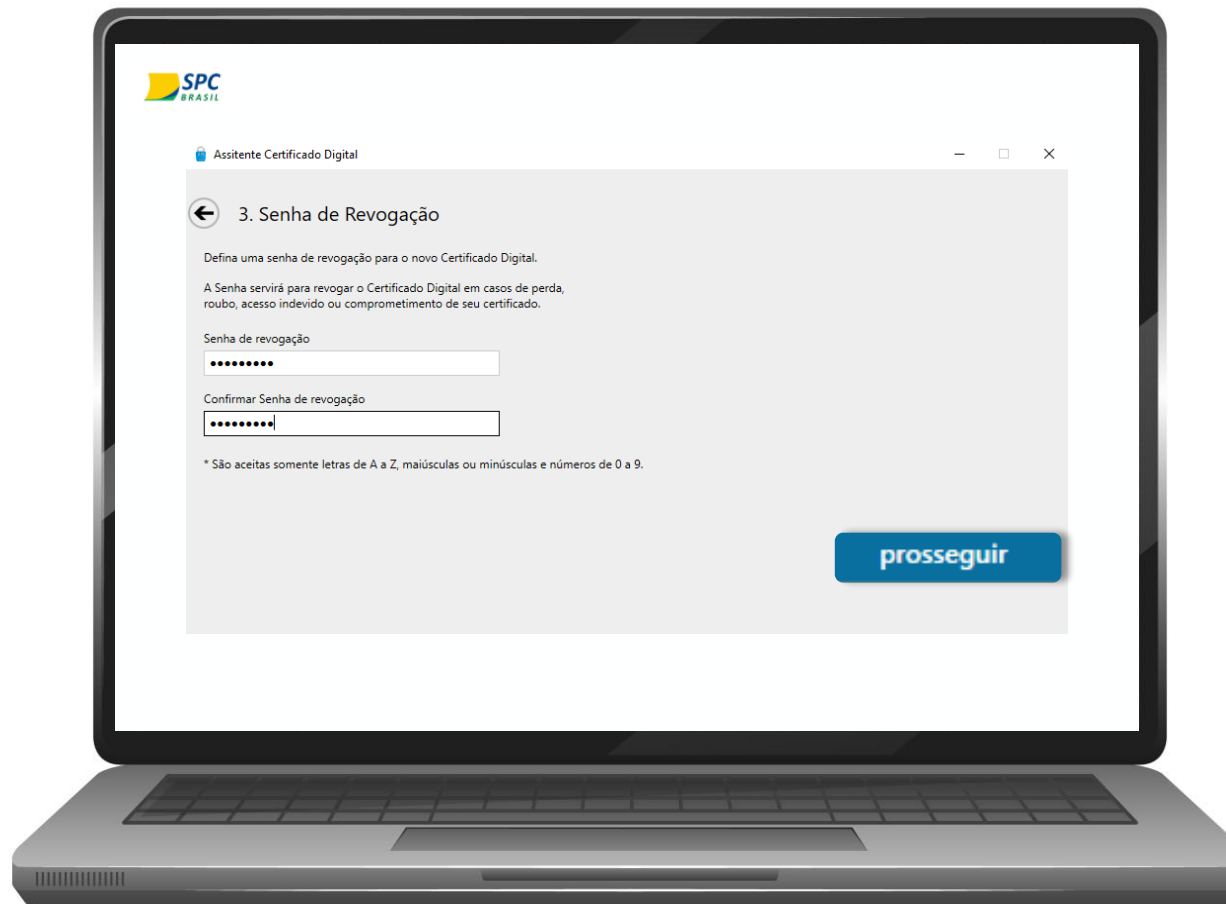 SPC
BRASIL
Assitente Certificado Digital
3. Senha de Revogação
Defina uma senha de revogação para o novo Certificado Digital.
A Senha servirá para revogar o Certificado Digital em casos de perda,
roubo, acesso indevido ou comprometimento de seu certificado.
Senha de revogação
•••••••••
Confirmar Senha de revogação
•••••••••
* São aceitas somente letras de A a Z, maiúsculas ou minúsculas e números de 0 a 9.
prosseguir